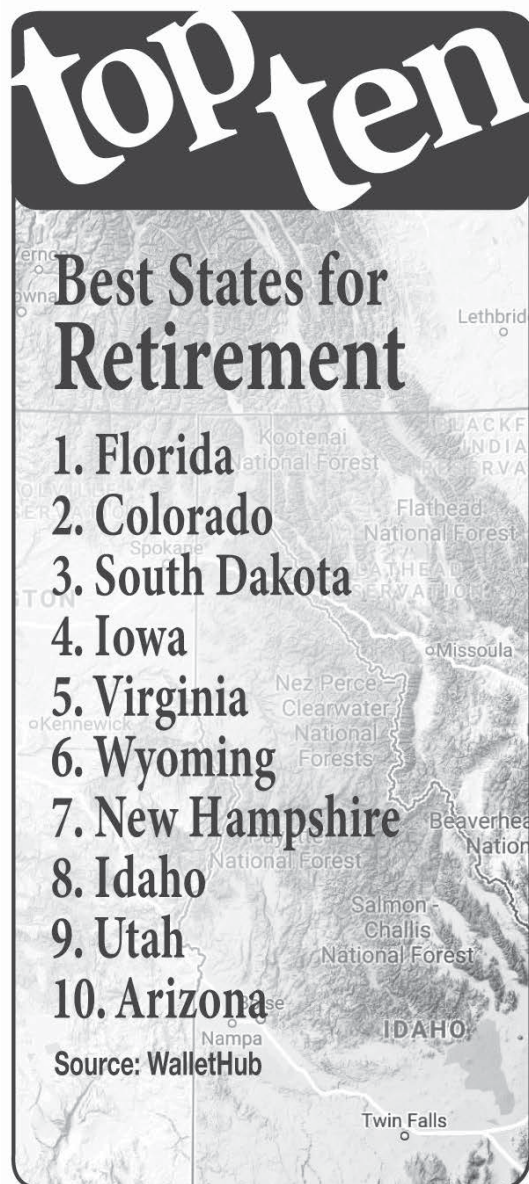 top
ten
Best States for
Retirement
1. Florida
2. Colorado
3. South Dakota
4. Iowa
5. Virginia
6. Wyoming
7. New Hampshire
8. Idaho
9. Utah
10. Arizona
Source: WalletHub
Lethbrid
Kootenai
National Forest
Flathead
National Forest
Spokane
Missoula
Nez Perce
Clearwater
National
Forests
Kennewick
Beaverhea
Nation
National Forest
Salmon -
Challis
National Forest
IDAHO
Nampa
Twin Falls